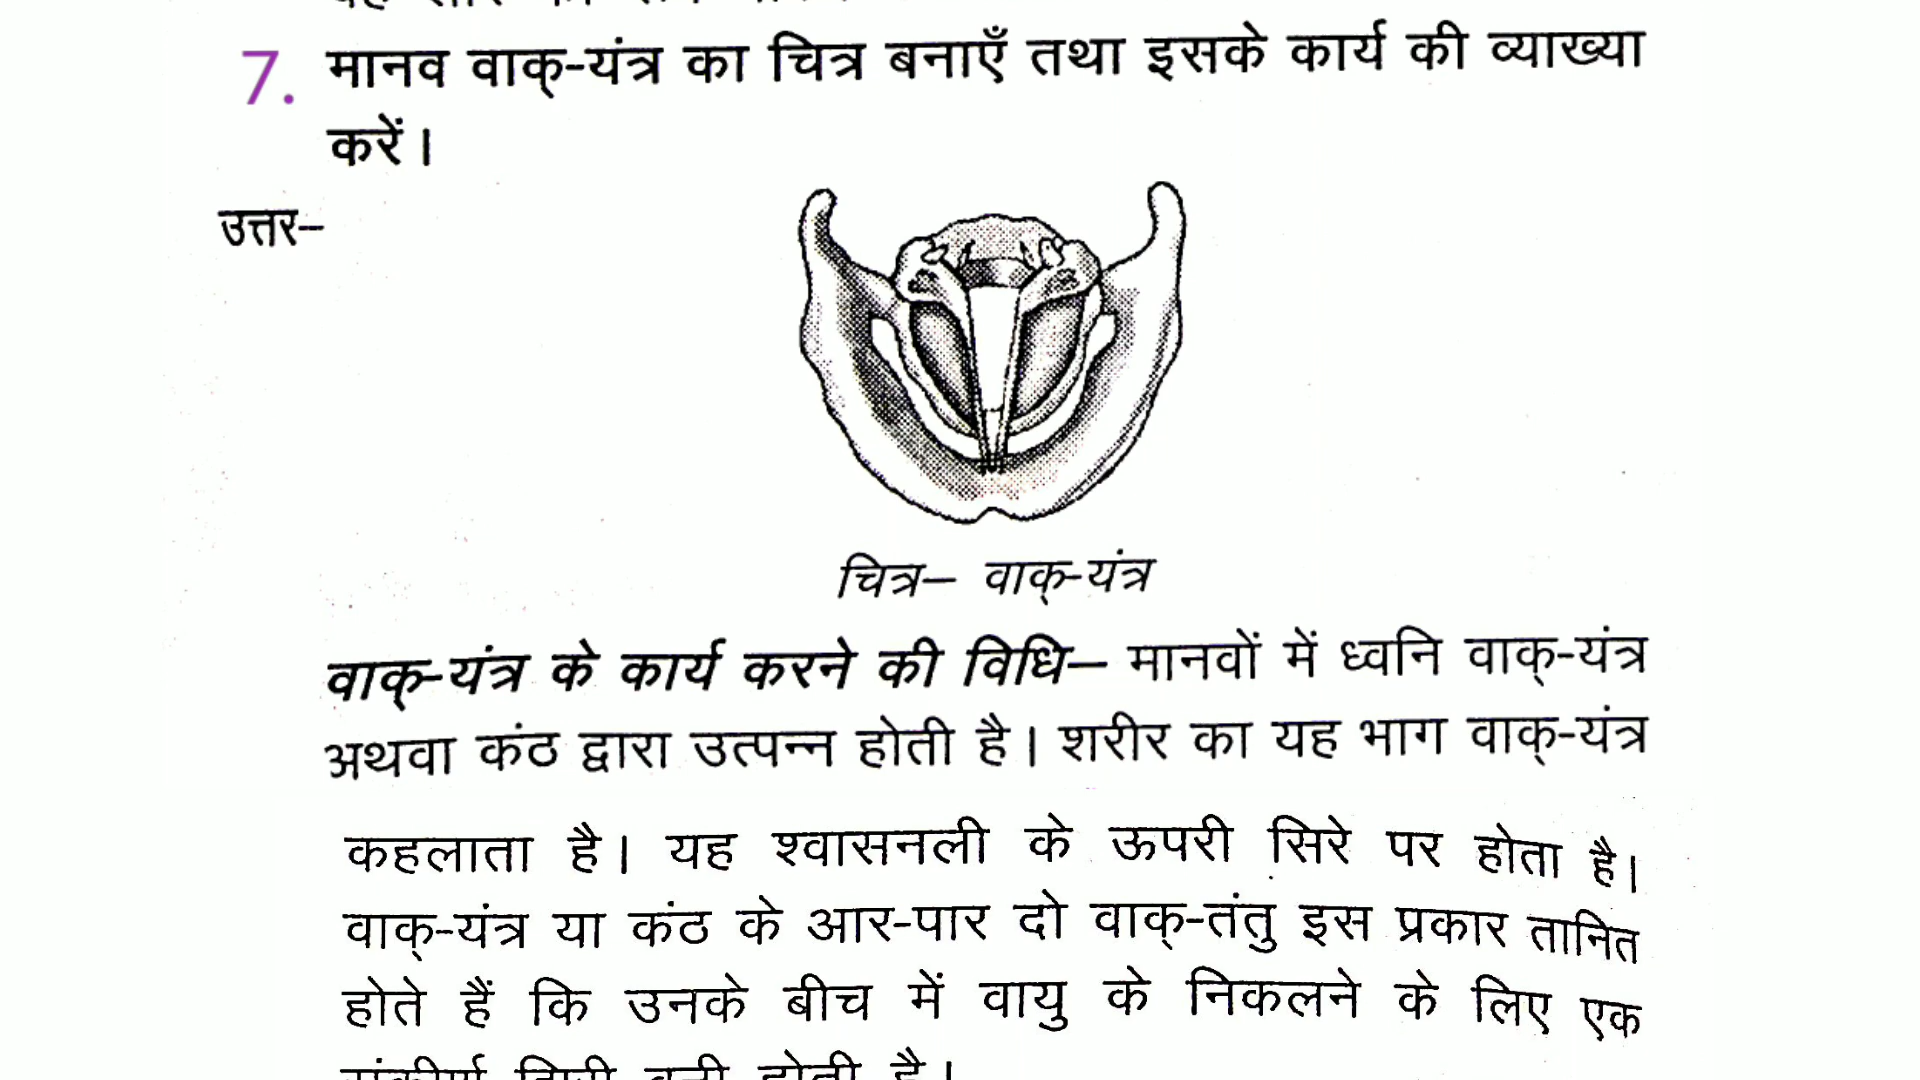 7. मानव वाक्-यंत्र का चित्र बनाएँ तथा इसके कार्य की व्याख्या
करें।
उत्तर–
चित्र– वाक्-यंत्र
वाक्-यंत्र के कार्य करने की विधि– मानवों में ध्वनि वाक्-यंत्र
अथवा कंठ द्वारा उत्पन्न होती है। शरीर का यह भाग वाक्-यंत्र
कहलाता है। यह श्वासनली के ऊपरी सिरे पर होता है।
वाक्-यंत्र या कंठ के आर-पार दो वाक्-तंतु इस प्रकार तानित
होते हैं कि उनके बीच में वायु के निकलने के लिए एक
होती है।